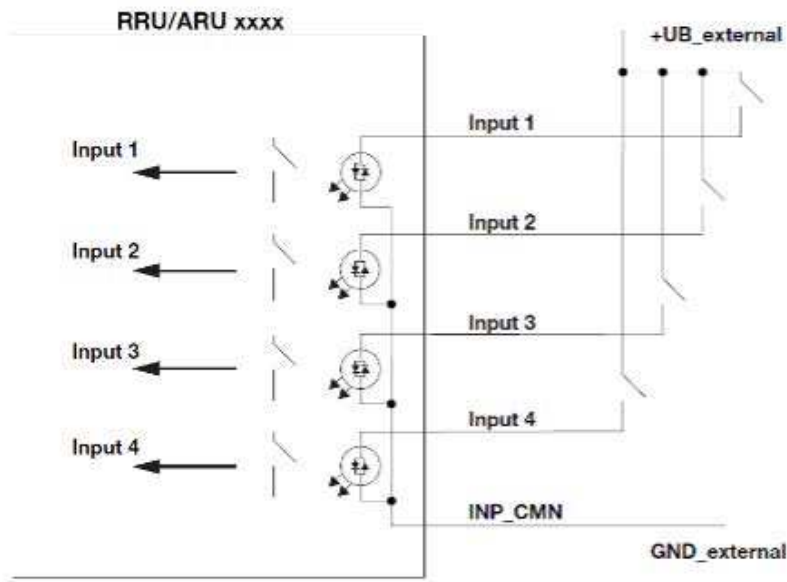 RRU/ARU xxxx
+UB_external
Input 1
Input 1
Input 2
Input 2
Input 3
Input 3
Input 4
Input 4
INP_CMN
GND_external